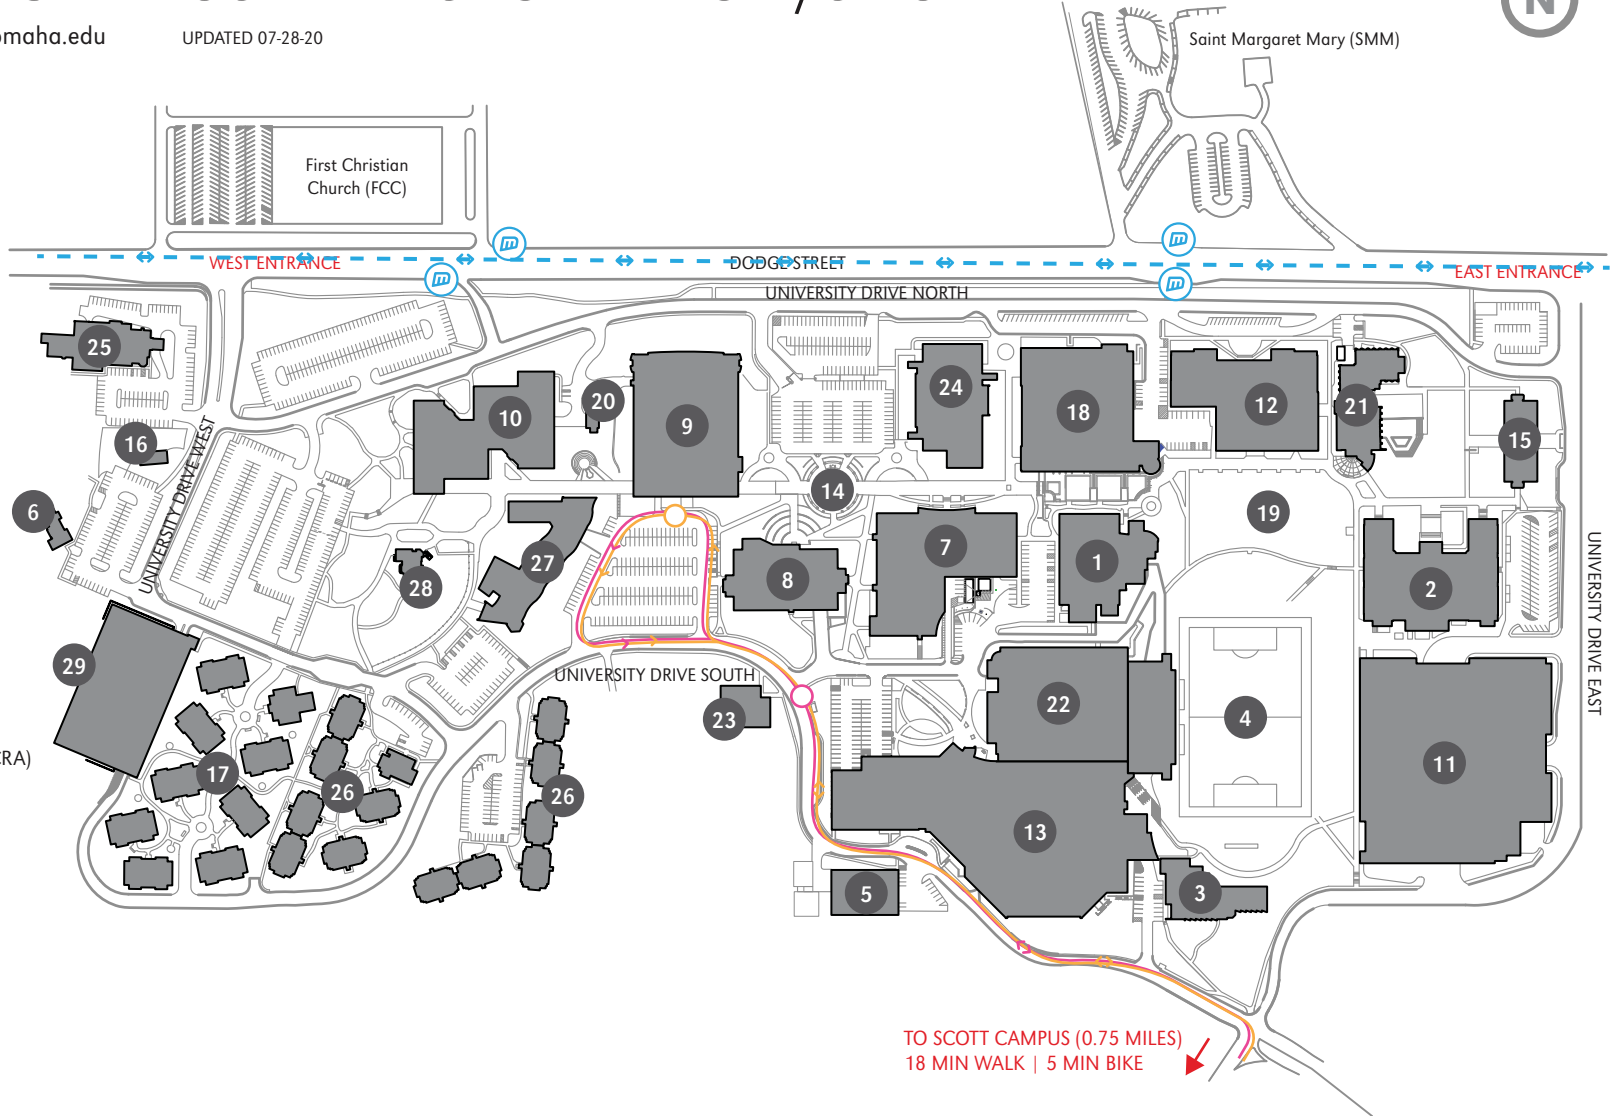 omaha.edu
UPDATED 07-28-20
N
Saint Margaret Mary (SMM)
First Christian
Church (FCC)
WEST ENTRANCE
DODGE STREET
EAST ENTRANCE
UNIVERSITY DRIVE NORTH
25
10
20
9
24
18
12
21
15
16
UNIVERSITY DRIVE WEST
14
6
19
27
7
1
28
8
2
UNIVERSITY DRIVE EAST
29
UNIVERSITY DRIVE SOUTH
22
23
4
CRA)
17
26
26
11
13
5
3
TO SCOTT CAMPUS (0.75 MILES)
18 MIN WALK | 5 MIN BIKE